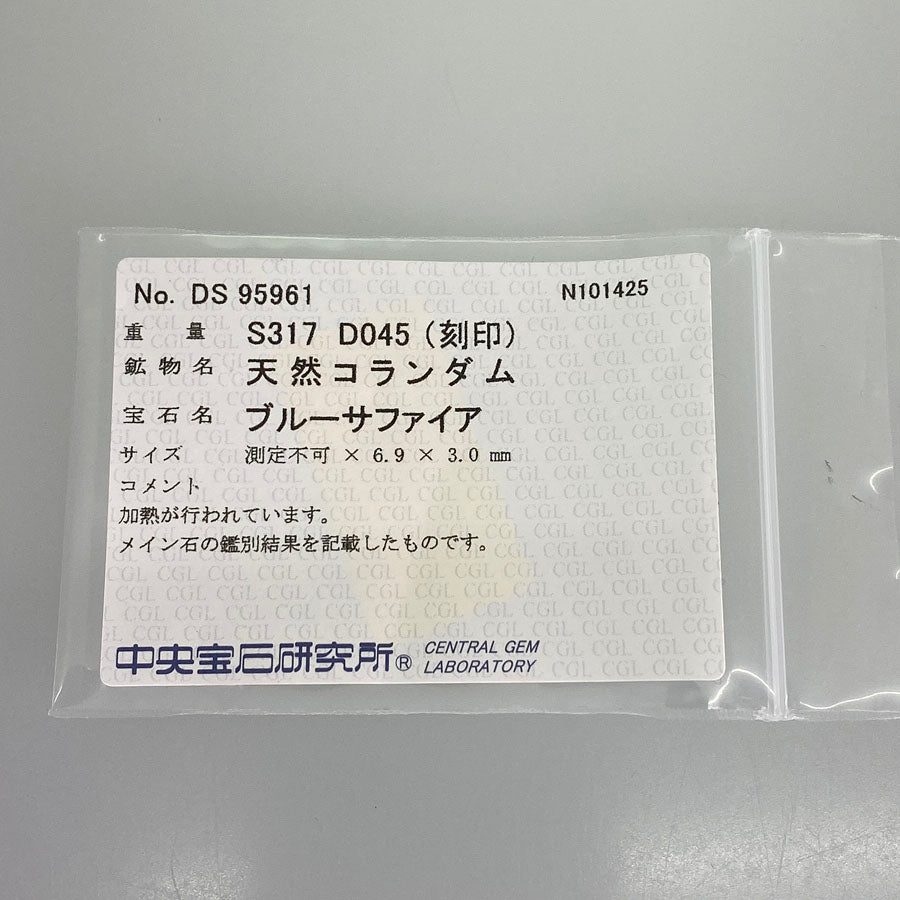 No. DS 95961 N101425
重量 S317 D045 (刻印)
鉱物名 天然コランダム
宝石名 ブルーサファイア
サイズ 測定不可 × 6.9 × 3.0 mm
コメント
加熱が行われています。
メイン石の鑑別結果を記載したものです。
中央宝石研究所® CENTRAL GEM
LABORATORY